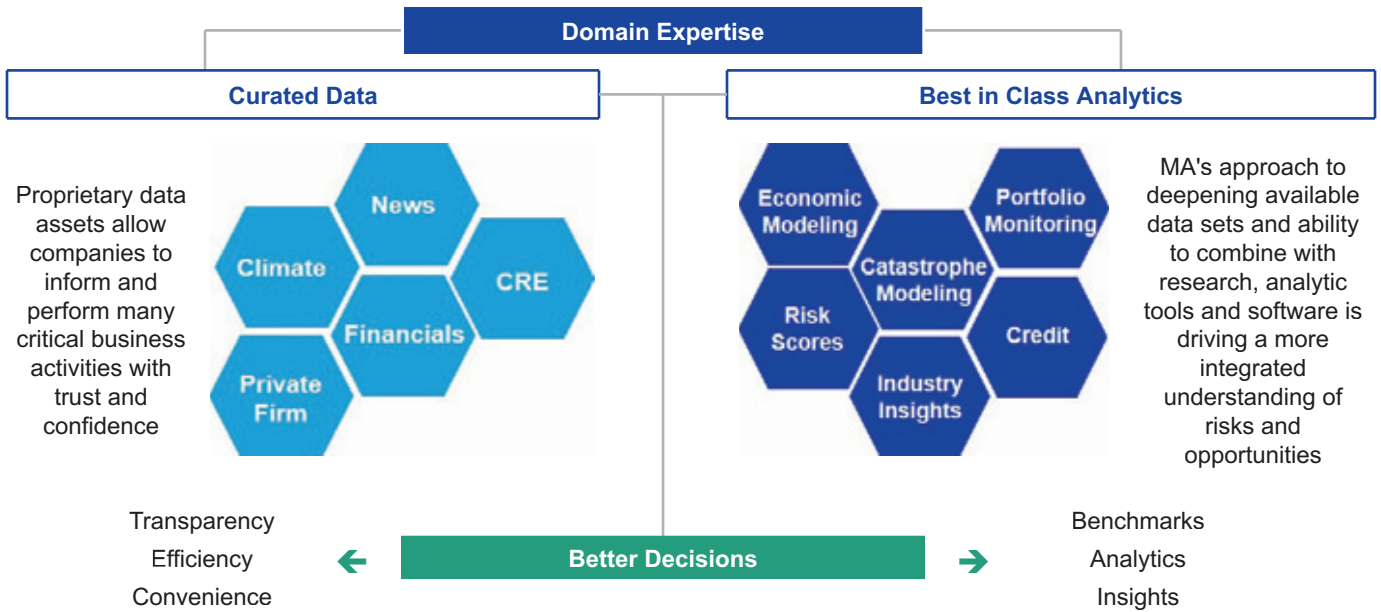 Domain Expertise
Curated Data
Best in Class Analytics
Proprietary data
assets allow
companies to
inform and
perform many
critical business
activities with
trust and
confidence
News
Climate
CRE
Financials
Private
Firm
Economic
Modeling
Portfolio
Monitoring
Catastrophe
Modeling
Risk
Scores
Credit
Industry
Insights
MA's approach to
deepening available
data sets and ability
to combine with
research, analytic
tools and software is
driving a more
integrated
understanding of
risks and
opportunities
Transparency
Efficiency
Convenience
Better Decisions
Benchmarks
Analytics
Insights